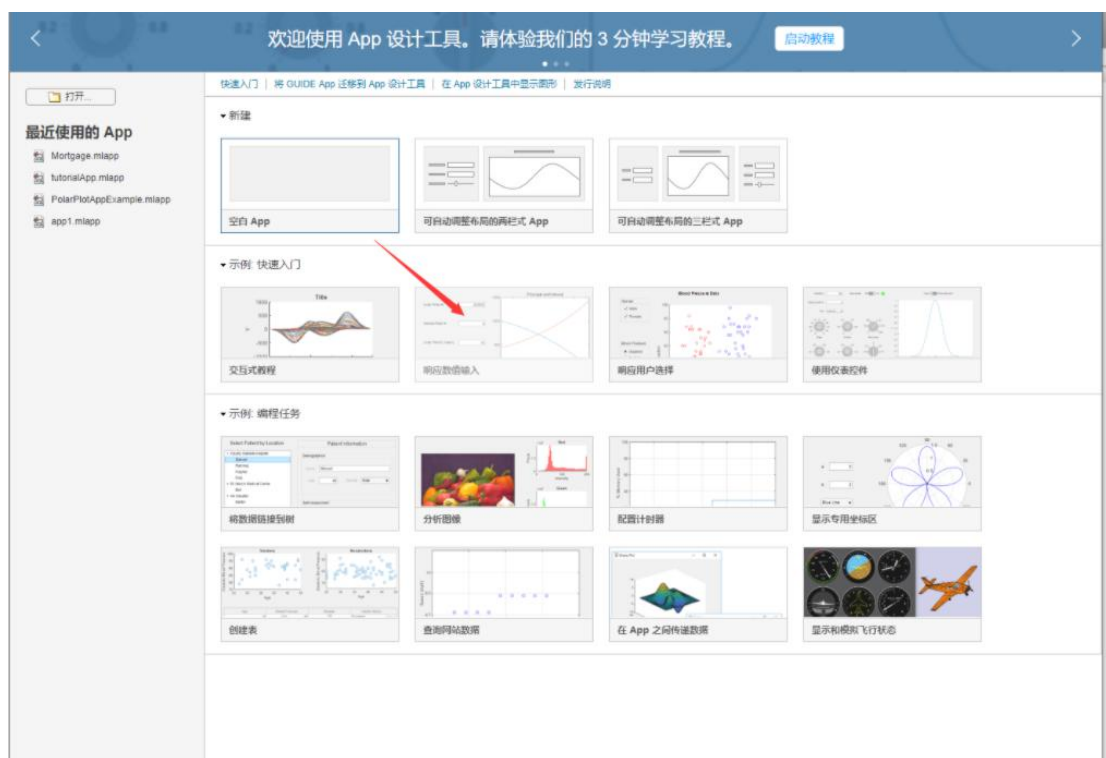 欢迎使用 App 设计工具。请体验我们的 3 分钟学习教程。
启动教程
打开...
最近使用的 App
Mortgage.mlapp
tutorialApp.mlapp
PolarPlotAppExample.mlapp
app1.mlapp
快速入门 | 将 GUIDE App 迁移到 App 设计工具 | 在 App 设计工具中显示图形 | 发行说明
新建
空白 App
可自动调整布局的两栏式 App
可自动调整布局的三栏式 App
示例: 快速入门
Title
Blood Pressure Data
交互式教程
响应数值输入
响应用户选择
使用仪表控件
示例: 编程任务
Select Patient by Location
Patient Information
将数据链接到树
分析图像
配置计时器
显示专用坐标区
创建表
查询网站数据
在 App 之间传递数据
显示和模拟飞行状态